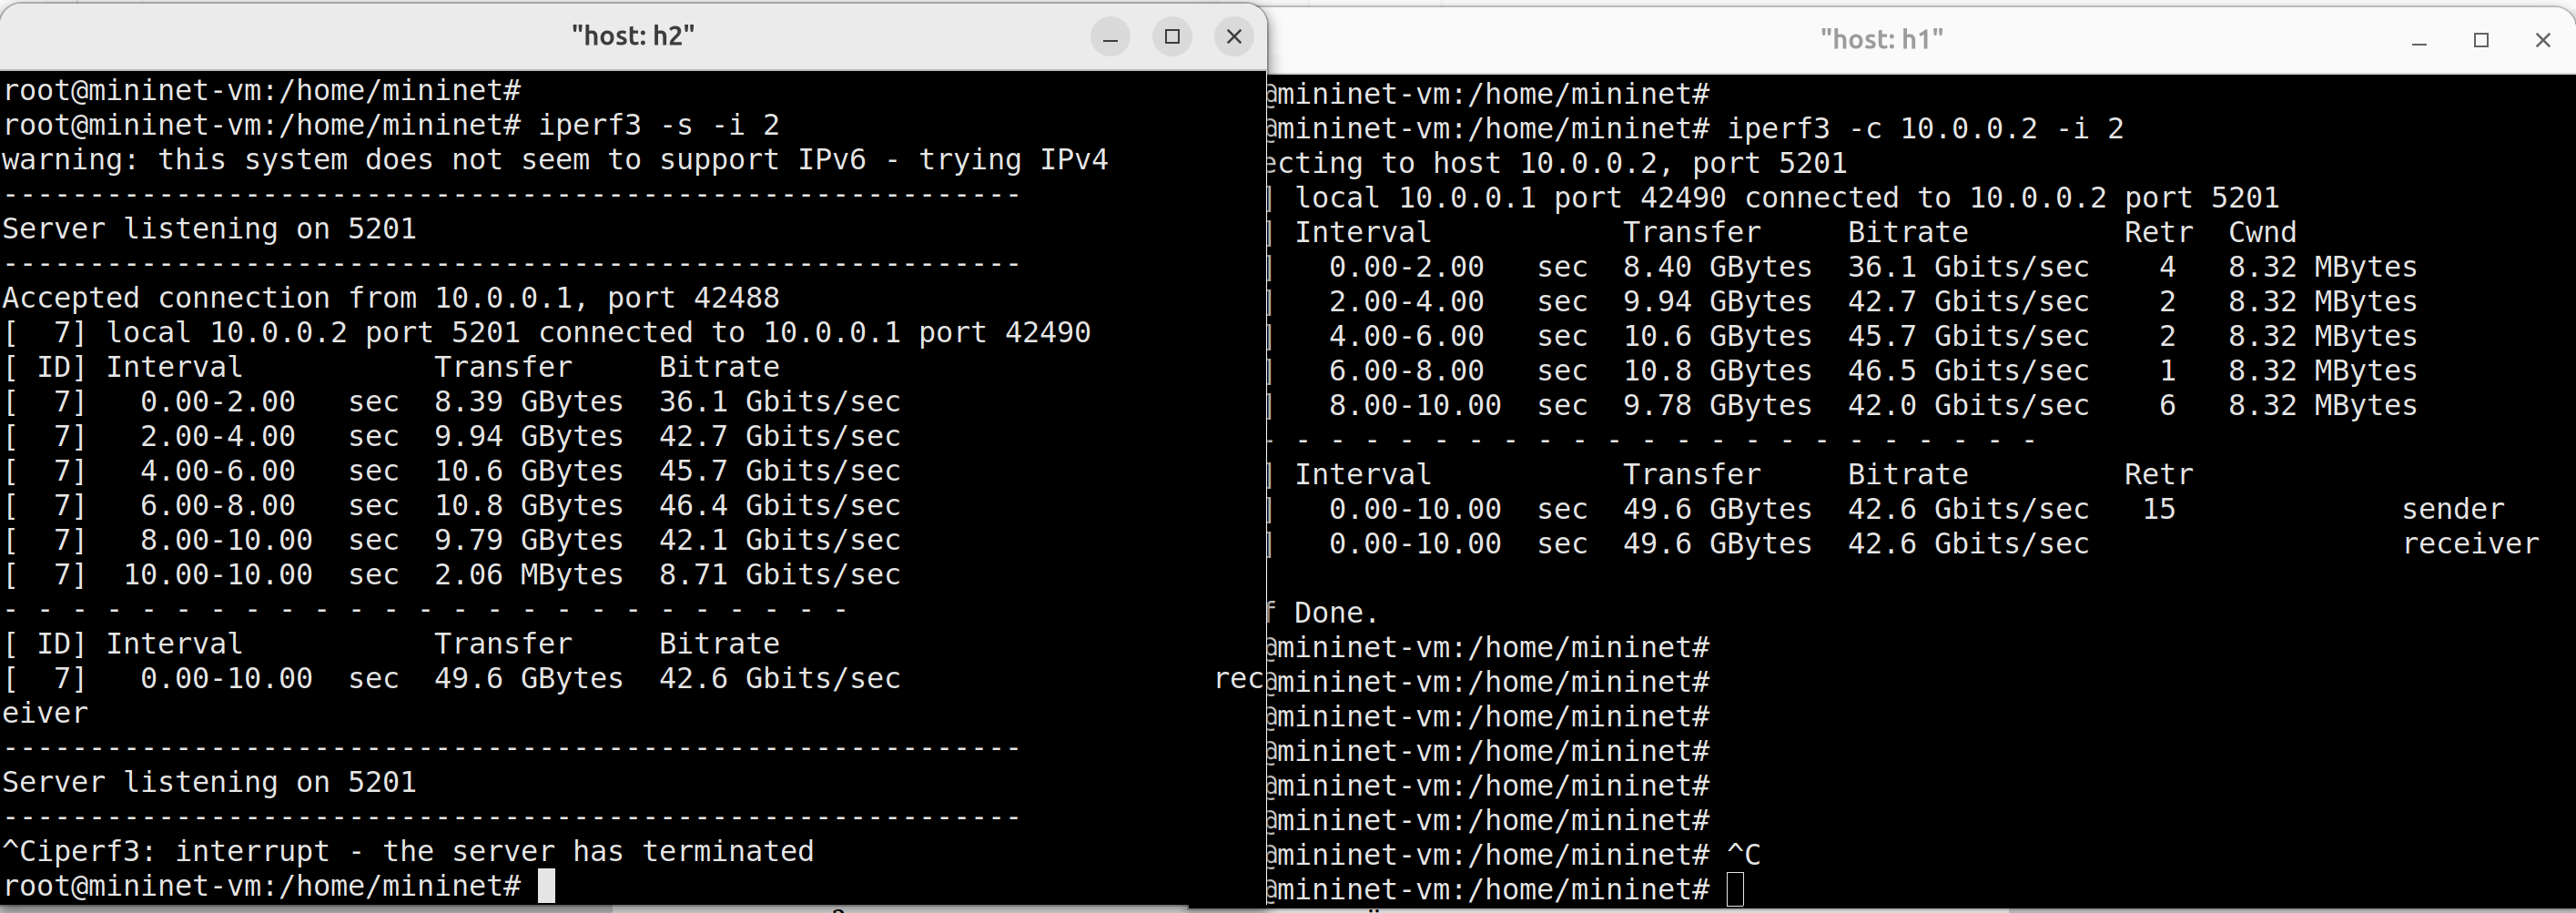 "host: h2"
root@mininet-vm:/home/mininet#
root@mininet-vm:/home/mininet# iperf3 -s -i 2
warning: this system does not seem to support IPv6 - trying IPv4
-----------------------------------------------------------
Server listening on 5201
-----------------------------------------------------------
Accepted connection from 10.0.0.1, port 42488
[  7] local 10.0.0.2 port 5201 connected to 10.0.0.1 port 42490
[ ID] Interval           Transfer     Bitrate
[  7]   0.00-2.00   sec  8.39 GBytes  36.1 Gbits/sec
[  7]   2.00-4.00   sec  9.94 GBytes  42.7 Gbits/sec
[  7]   4.00-6.00   sec  10.6 GBytes  45.7 Gbits/sec
[  7]   6.00-8.00   sec  10.8 GBytes  46.4 Gbits/sec
[  7]   8.00-10.00  sec  9.79 GBytes  42.1 Gbits/sec
[  7]  10.00-10.00  sec  2.06 MBytes  8.71 Gbits/sec
- - - - - - - - - - - - - - - - - - - - - - - - -
[ ID] Interval           Transfer     Bitrate
[  7]   0.00-10.00  sec  49.6 GBytes  42.6 Gbits/sec                  rec
eiver
-----------------------------------------------------------
Server listening on 5201
-----------------------------------------------------------
^Ciperf3: interrupt - the server has terminated
root@mininet-vm:/home/mininet#
"host: h1"
@mininet-vm:/home/mininet#
@mininet-vm:/home/mininet# iperf3 -c 10.0.0.2 -i 2
ecting to host 10.0.0.2, port 5201
] local 10.0.0.1 port 42490 connected to 10.0.0.2 port 5201
] Interval           Transfer     Bitrate         Retr  Cwnd
]   0.00-2.00   sec  8.40 GBytes  36.1 Gbits/sec    4   8.32 MBytes
]   2.00-4.00   sec  9.94 GBytes  42.7 Gbits/sec    2   8.32 MBytes
]   4.00-6.00   sec  10.6 GBytes  45.7 Gbits/sec    2   8.32 MBytes
]   6.00-8.00   sec  10.8 GBytes  46.5 Gbits/sec    1   8.32 MBytes
]   8.00-10.00  sec  9.78 GBytes  42.0 Gbits/sec    6   8.32 MBytes
- - - - - - - - - - - - - - - - - - - - - - -
] Interval           Transfer     Bitrate         Retr
]   0.00-10.00  sec  49.6 GBytes  42.6 Gbits/sec   15             sender
]   0.00-10.00  sec  49.6 GBytes  42.6 Gbits/sec                  receiver
f Done.
@mininet-vm:/home/mininet#
@mininet-vm:/home/mininet#
@mininet-vm:/home/mininet#
@mininet-vm:/home/mininet#
@mininet-vm:/home/mininet#
@mininet-vm:/home/mininet#
@mininet-vm:/home/mininet# ^C
@mininet-vm:/home/mininet#